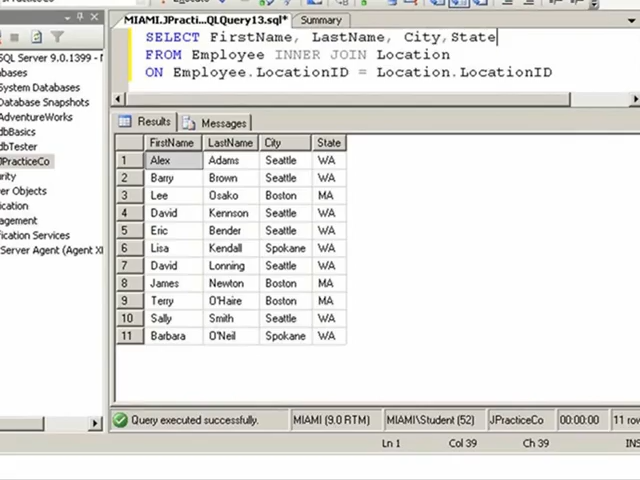 MIAMI.JPracti...QLQuery13.sql* Summary
SELECT FirstName, LastName, City,State
FROM Employee INNER JOIN Location
ON Employee.LocationID = Location.LocationID
SQL Server 9.0.1399 -
abases
System Databases
Database Snapshots
AdventureWorks
dbBasics
dbTester
JPracticeCo
urity
er Objects
ication
agement
fication Services
Server Agent (Agent
Results Messages
FirstName LastName City State
1 Alex Adams Seattle WA
2 Barry Brown Seattle WA
3 Lee Osako Boston MA
4 David Kennson Seattle WA
5 Eric Bender Seattle WA
6 Lisa Kendall Spokane WA
7 David Lonning Seattle WA
8 James Newton Boston MA
9 Terry O'Haire Boston MA
10 Sally Smith Seattle WA
11 Barbara O'Neil Spokane WA
Query executed successfully. MIAMI (9.0 RTM) MIAMI\Student (52) JPracticeCo 00:00:00 11 row
Ln 1 Col 39 Ch 39 INS